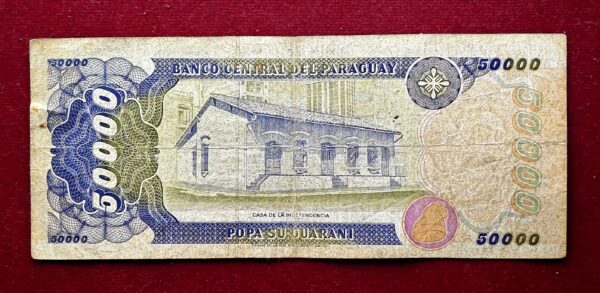 50000
BANCO CENTRAL DEL PARAGUAY
50000
50000
50000
CASA DE LA INDEPENDENCIA
50000
POPA SU GUARANI
50000